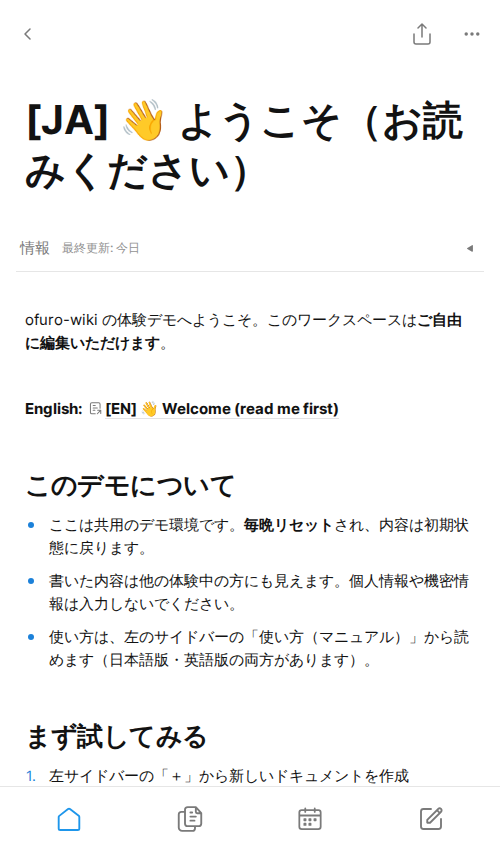 [JA] 👋 ようこそ（お読
みください）
情報 最終更新: 今日
ofuro-wiki の体験デモへようこそ。このワークスペースはご自由
に編集いただけます。
English: [EN] 👋 Welcome (read me first)
このデモについて
ここは共用のデモ環境です。毎晩リセットされ、内容は初期状
態に戻ります。
書いた内容は他の体験中の方にも見えます。個人情報や機密情
報は入力しないでください。
使い方は、左のサイドバーの「使い方（マニュアル）」から読
めます（日本語版・英語版の両方があります）。
まず試してみる
1. 左サイドバーの「＋」から新しいドキュメントを作成